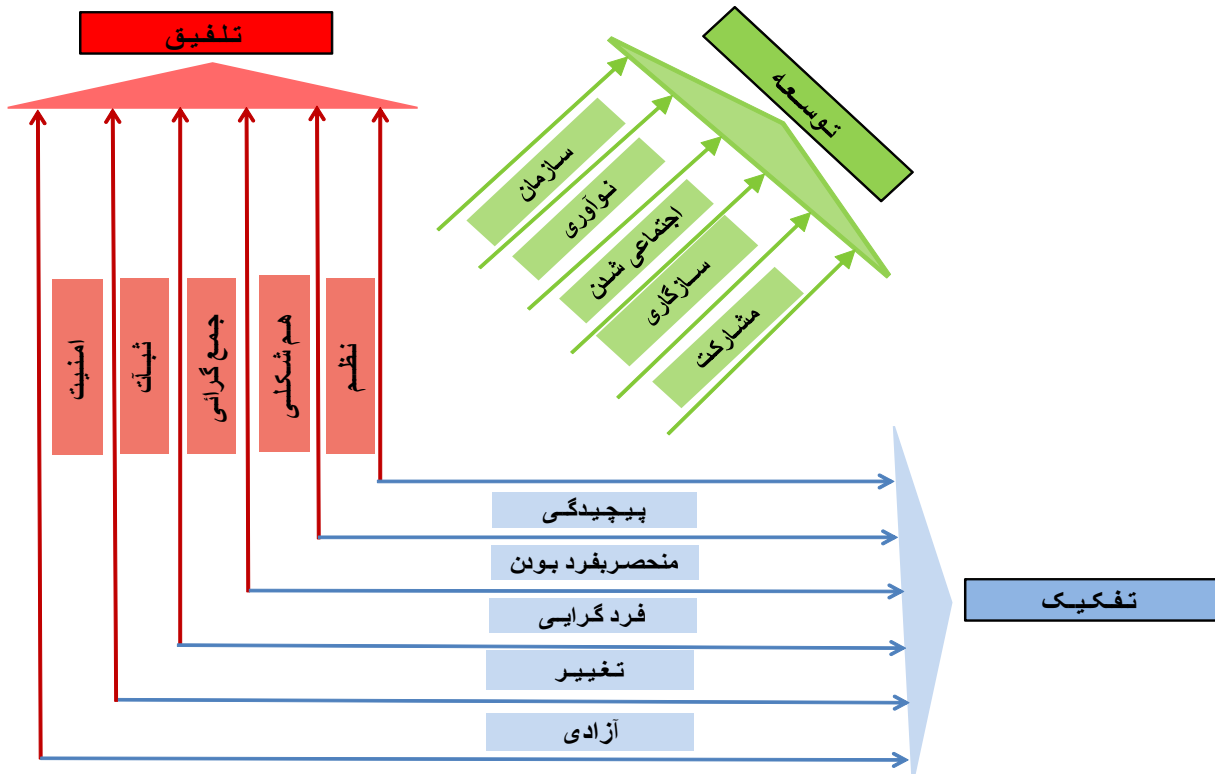 تلفیق
توسعه
سازمان
نوآوری
اجتماعی شدن
سازگاری
مشارکت
نظم
هم شکلی
جمع گرائی
ثبآت
امنیت
پیچیدگی
منحصربفرد بودن
فرد گرایی
تغییر
آزادی
تفکیک